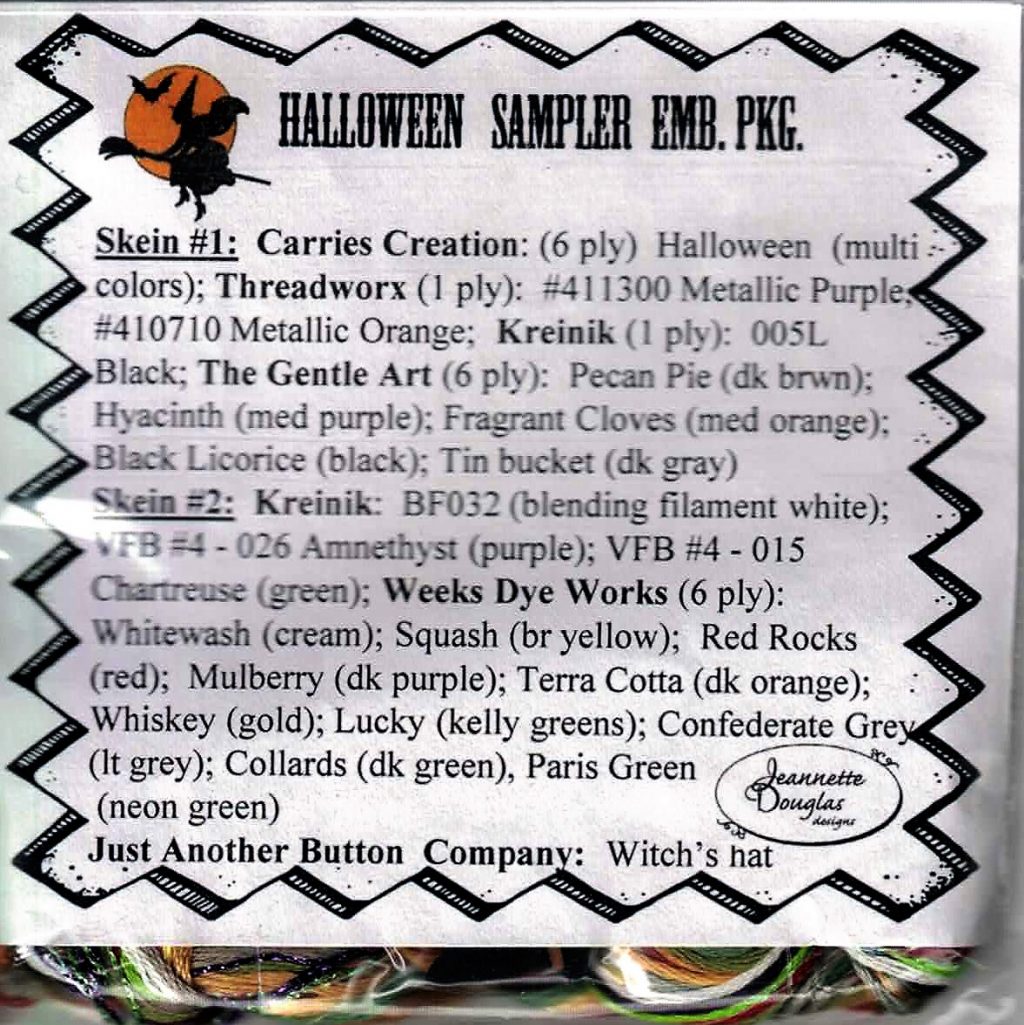 HALLOWEEN SAMPLER EMB. PKG.
Skein #1: Carries Creation: (6 ply) Halloween (multi
colors); Threadworx (1 ply): #411300 Metallic Purple;
#410710 Metallic Orange; Kreinik (1 ply): 005L
Black; The Gentle Art (6 ply): Pecan Pie (dk brwn);
Hyacinth (med purple); Fragrant Cloves (med orange);
Black Licorice (black); Tin bucket (dk gray)
Skein #2: Kreinik: BF032 (blending filament white);
VFB #4 - 026 Amnethyst (purple); VFB #4 - 015
Chartreuse (green); Weeks Dye Works (6 ply):
Whitewash (cream); Squash (br yellow); Red Rocks
(red); Mulberry (dk purple); Terra Cotta (dk orange);
Whiskey (gold); Lucky (kelly greens); Confederate Grey
(lt grey); Collards (dk green), Paris Green
(neon green)
Jeannette
Douglas
designs
Just Another Button Company: Witch's hat